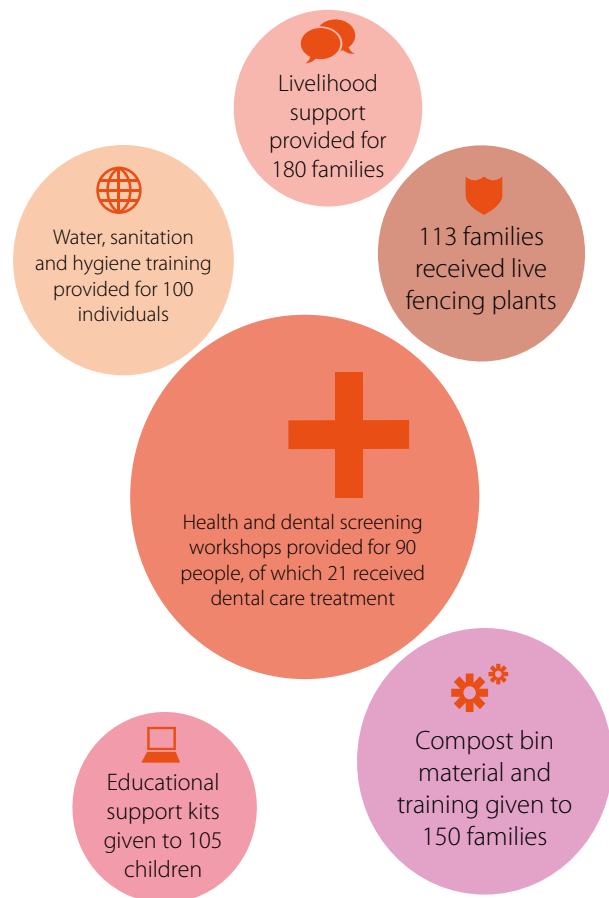 Livelihood
support
provided for
180 families
Water, sanitation
and hygiene training
provided for 100
individuals
113 families
received live
fencing plants
Health and dental screening
workshops provided for 90
people, of which 21 received
dental care treatment
Compost bin
material and
training given to
150 families
Educational
support kits
given to 105
children